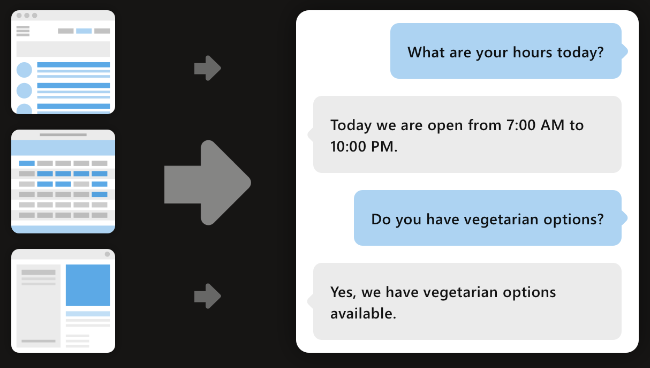 What are your hours today?
Today we are open from 7:00 AM to
10:00 PM.
Do you have vegetarian options?
Yes, we have vegetarian options
available.